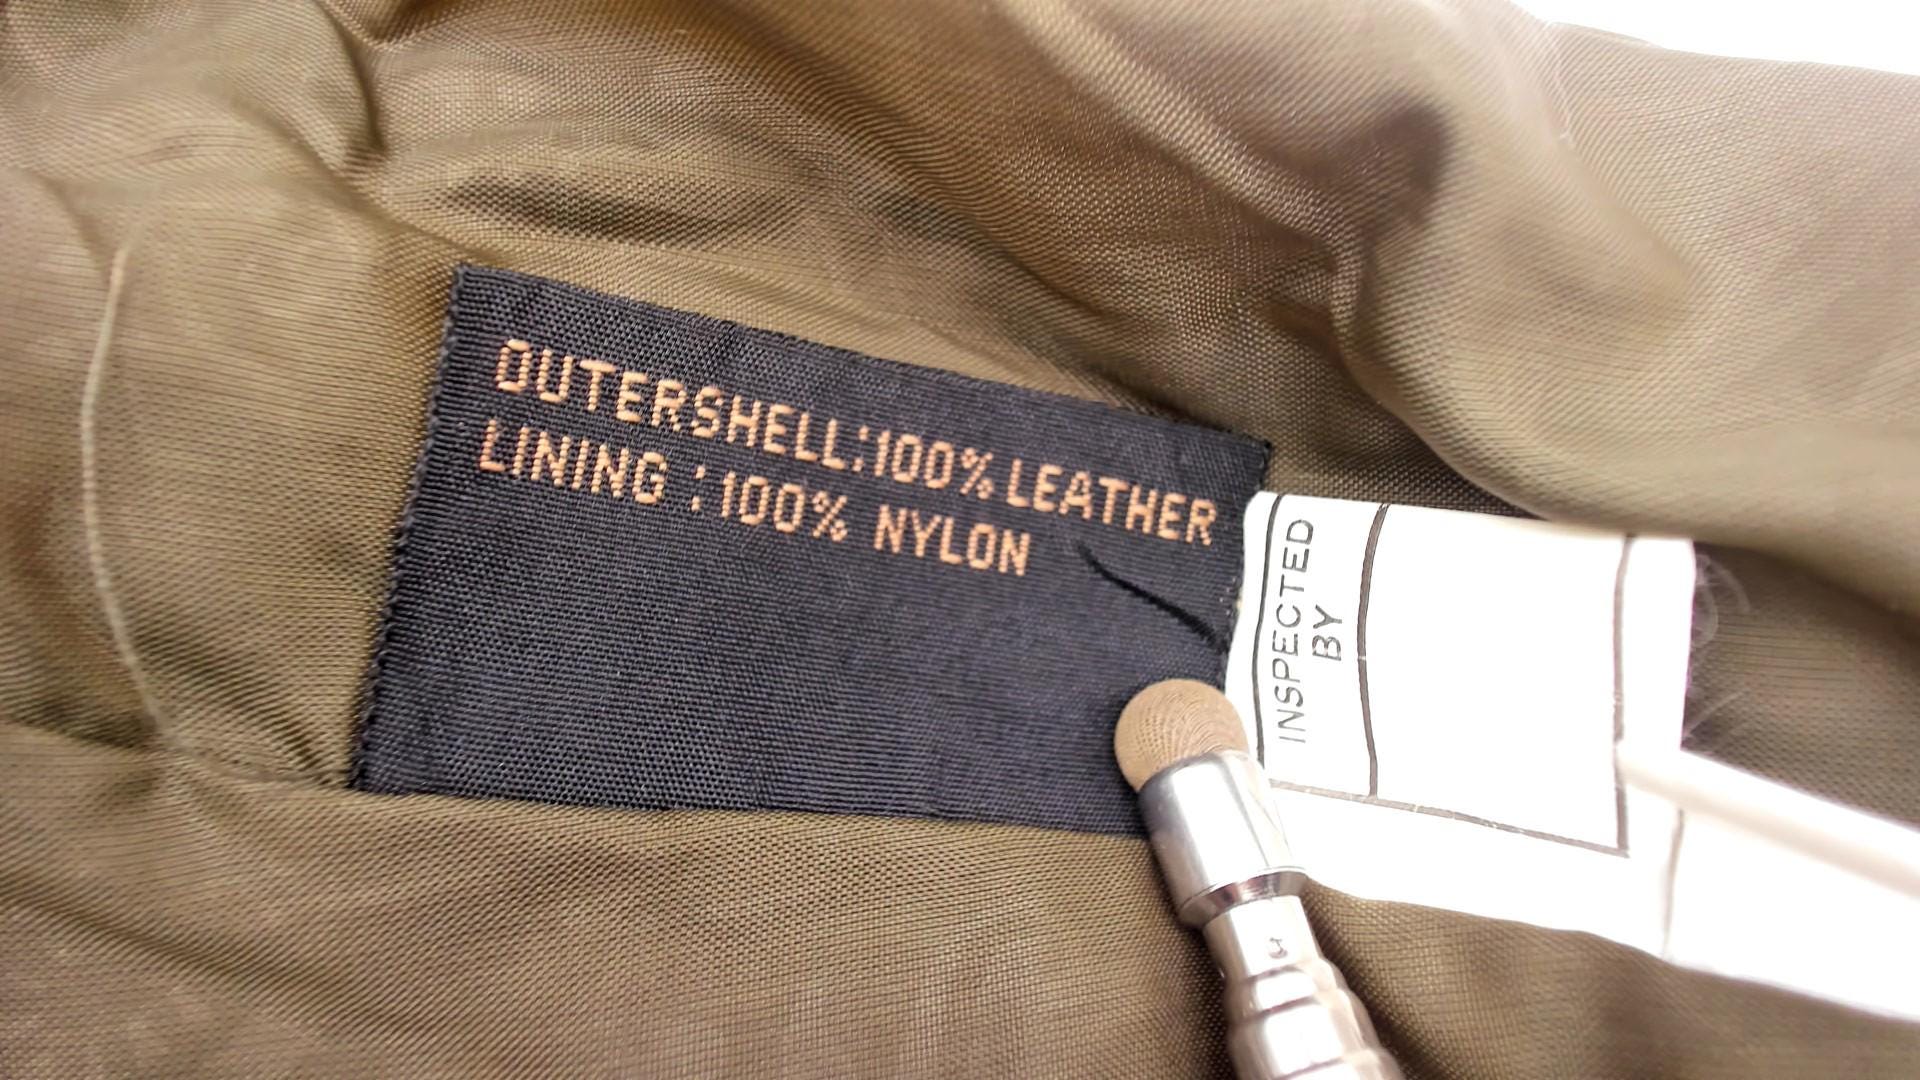 OUTERSHELL:100% LEATHER
LINING :100% NYLON
INSPECTED
BY